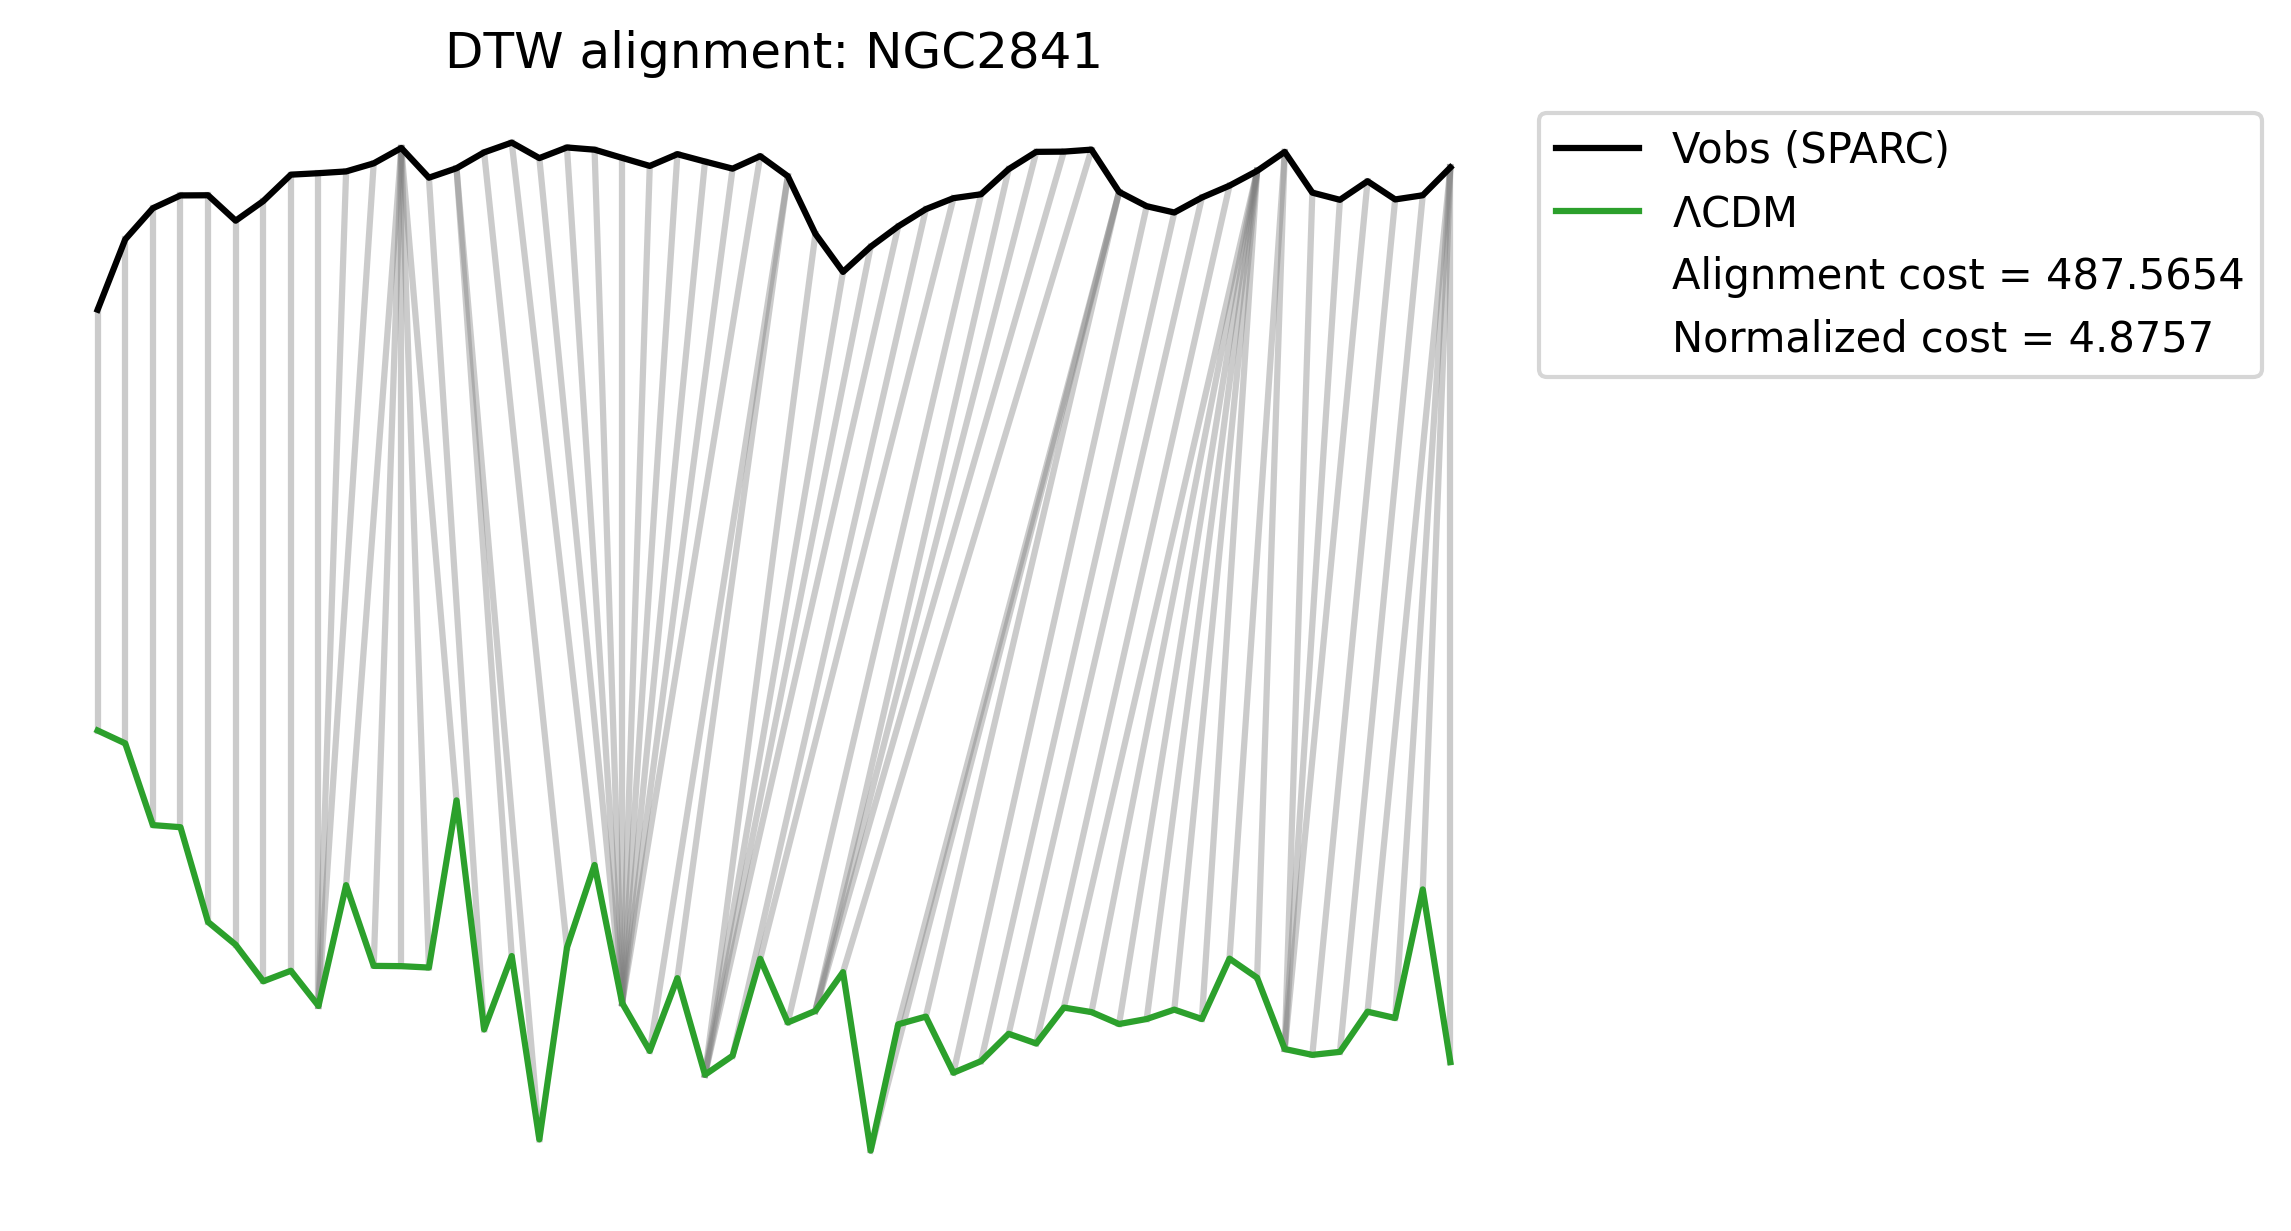 DTW alignment: NGC2841
Vobs (SPARC)
ΛCDM
Alignment cost = 487.5654
Normalized cost = 4.8757